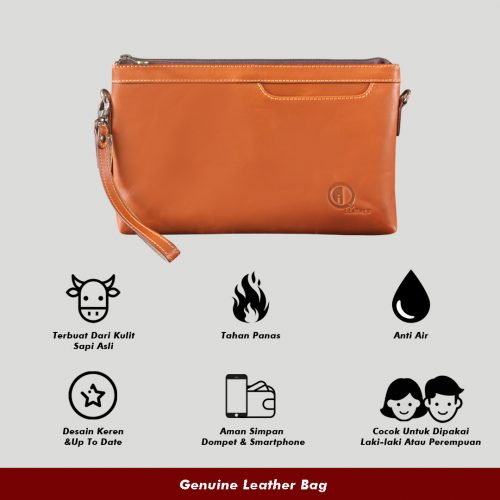 Terbuat Dari Kulit
Sapi Asli
Tahan Panas
Anti Air
Desain Keren
&Up To Date
Aman Simpan
Dompet & Smartphone
Cocok Untuk Dipakai
Laki-laki Atau Perempuan
Genuine Leather Bag